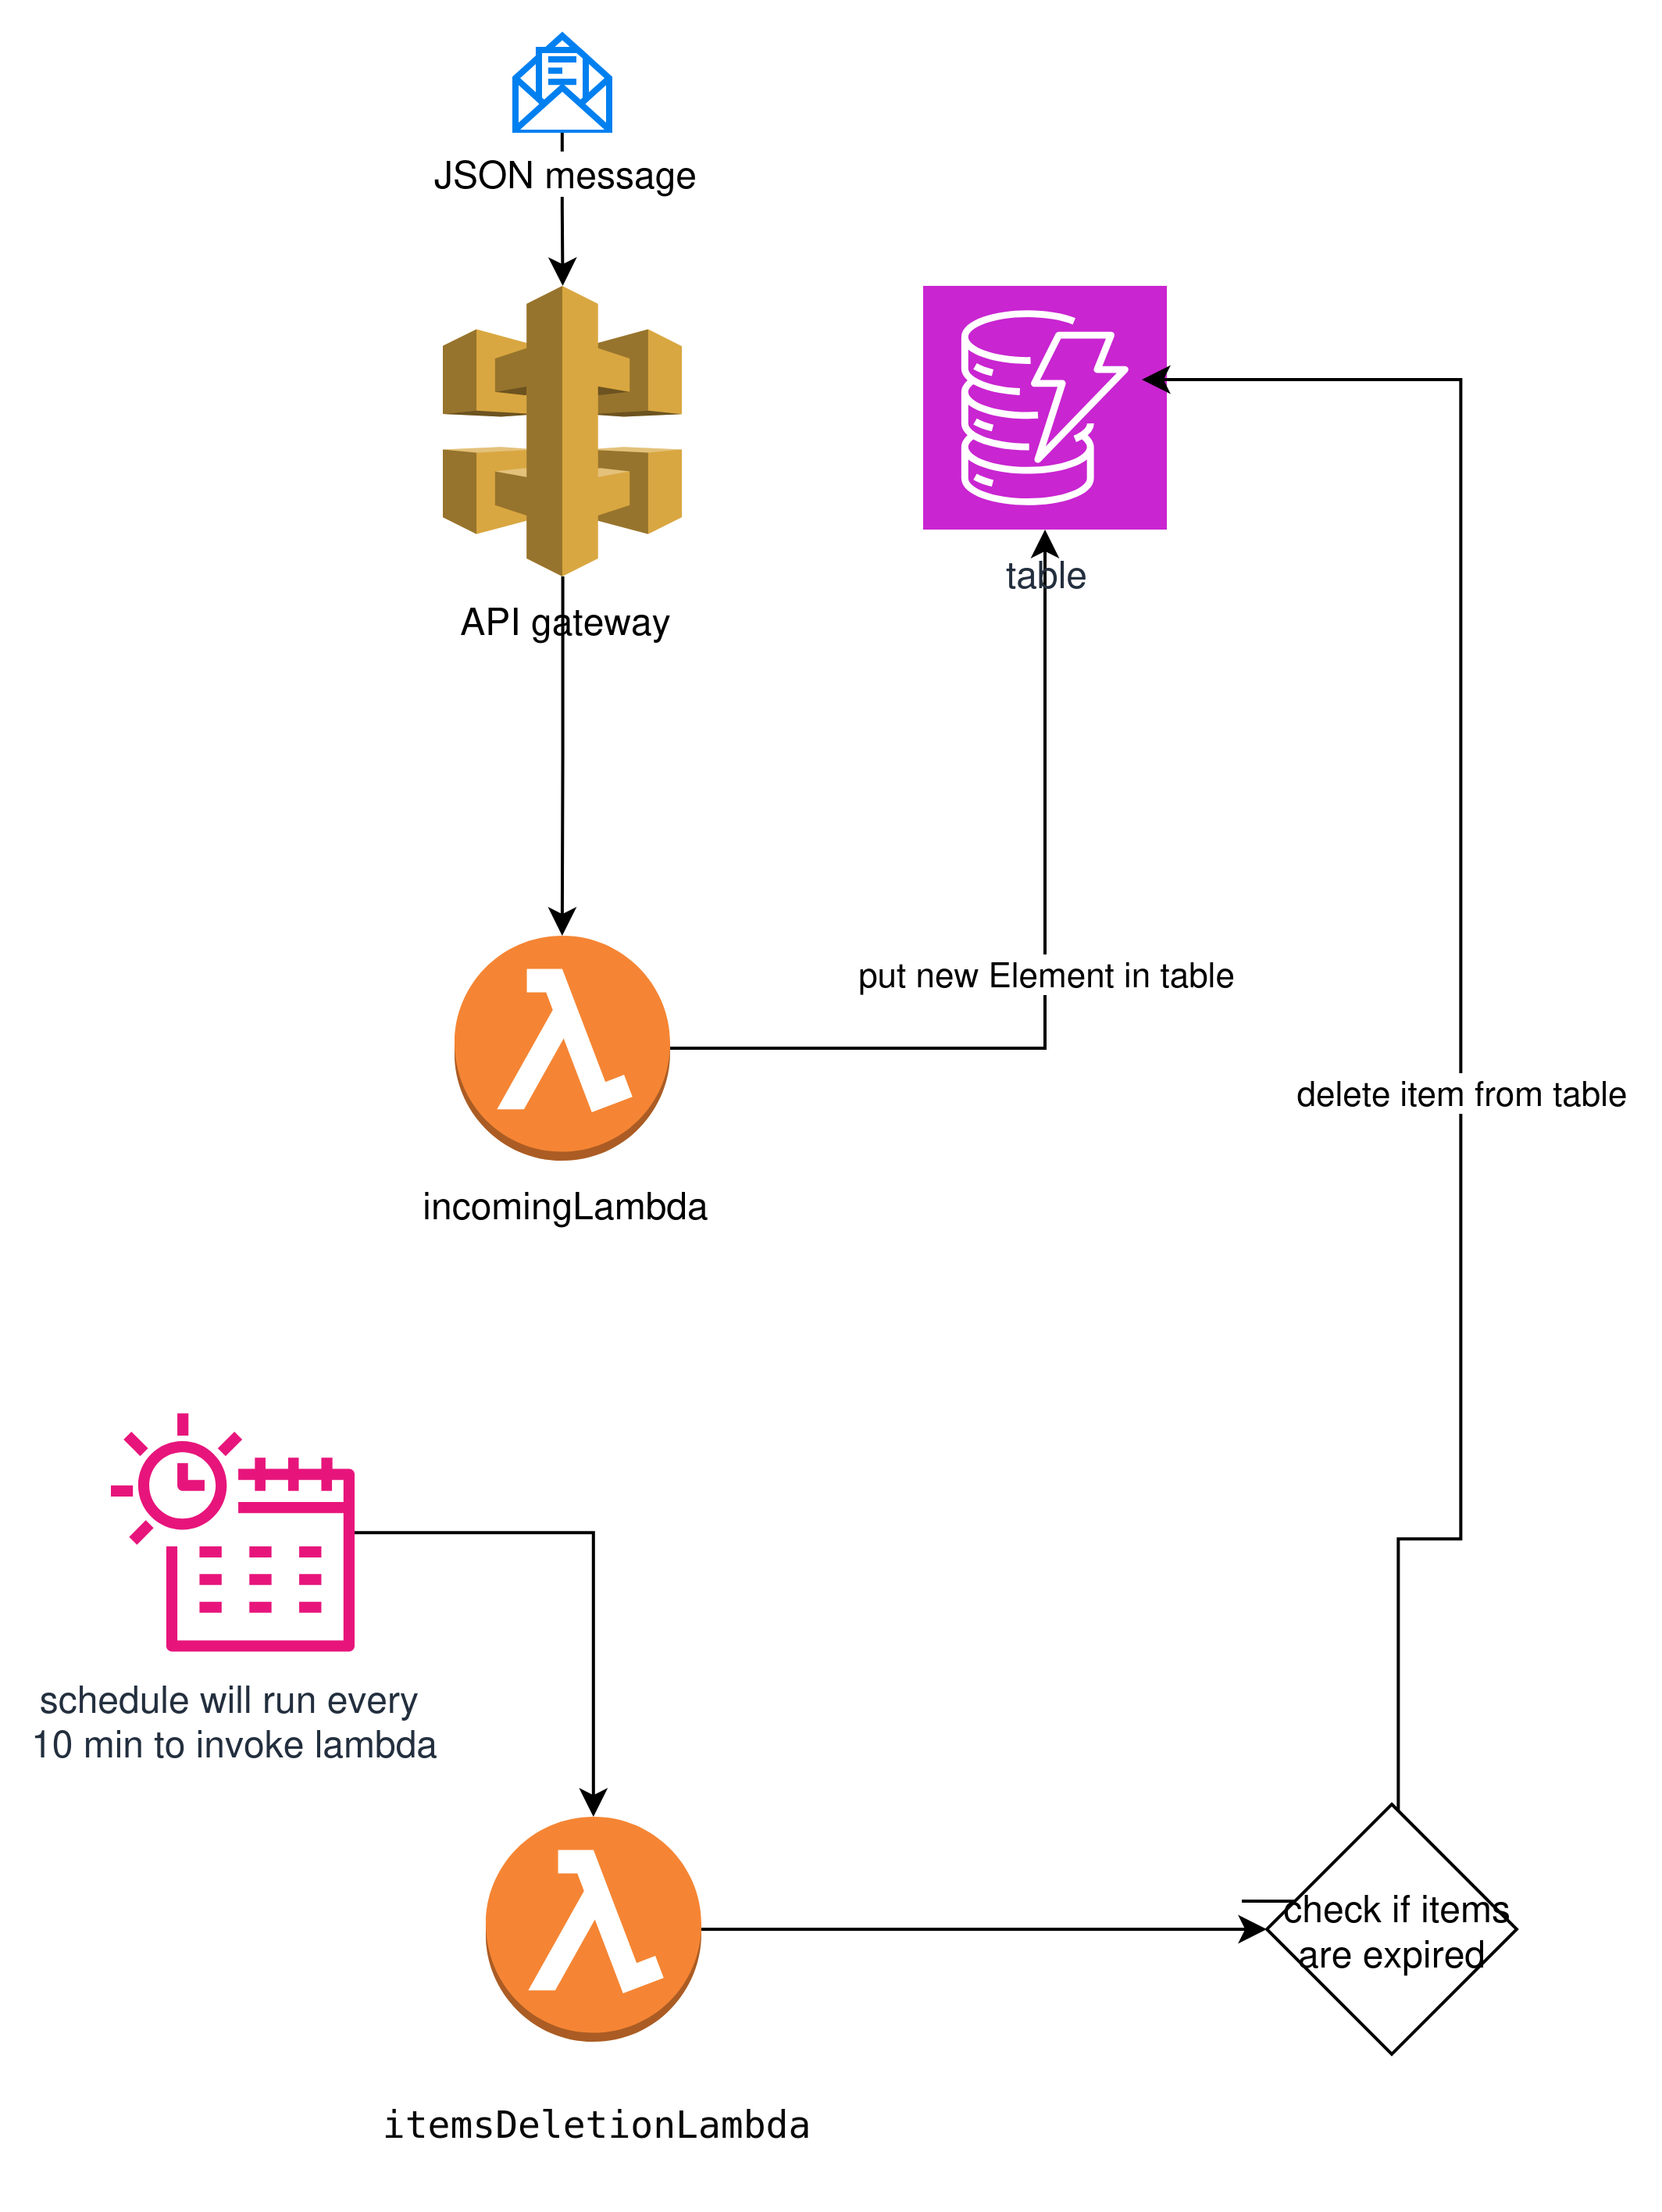 JSON message
API gateway
table
put new Element in table
delete item from table
incomingLambda
schedule will run every
10 min to invoke lambda
check if items
are expired
itemsDeletionLambda